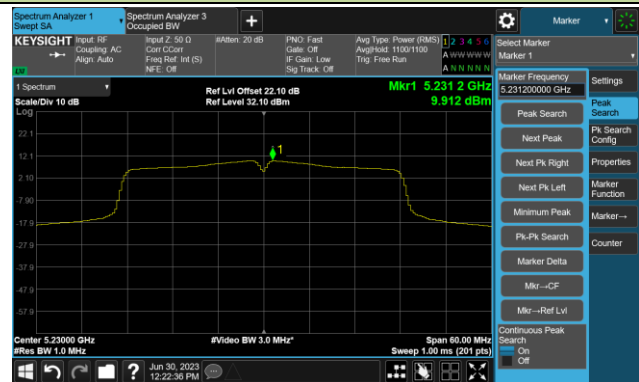 Spectrum Analyzer 1
Swept SA
Spectrum Analyzer 3
Occupied BW
Marker
KEYSIGHT
Input: RF
Coupling: AC
Align: Auto
Input Z: 50 Ω
Corr CCorr
Freq Ref: Int (S)
NFE: Off
#Atten: 20 dB
PNO: Fast
Gate: Off
IF Gain: Low
Sig Track: Off
Avg Type: Power (RMS)
Avg|Hold: 1100/1100
Trig: Free Run
1 2 3 4 5 6
A W W W W W
A N N N N N
LW
Select Marker
Marker 1
1 Spectrum
Scale/Div 10 dB
Log
Ref Lvl Offset 22.10 dB
Ref Level 32.10 dBm
Mkr1 5.231 2 GHz
9.912 dBm
22.1
12.1
2.10
-7.90
-17.9
-27.9
-37.9
-47.9
-57.9
1
Center 5.23000 GHz
#Res BW 1.0 MHz
#Video BW 3.0 MHz*
Span 60.00 MHz
Sweep 1.00 ms (201 pts)
Marker Frequency
5.231200000 GHz
Peak Search
Next Peak
Next Pk Right
Next Pk Left
Minimum Peak
Pk-Pk Search
Marker Delta
Mkr→CF
Mkr→Ref Lvl
Continuous Peak
Search
On
Off
Settings
Peak
Search
Pk Search
Config
Properties
Marker
Function
Marker→
Counter
?
Jun 30, 2023
12:22:36 PM